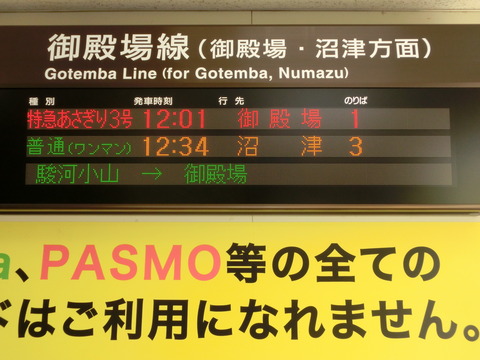 御殿場線(御殿場・沼津方面)
Gotemba Line (for Gotemba, Numazu)
種別 発車時刻 行先 のりば
特急あさぎり3号 12:01 御殿場 1
普通(ワンマン) 12:34 沼津 3
駿河小山 → 御殿場
a、PASMO等の全ての
ドはご利用になれません。